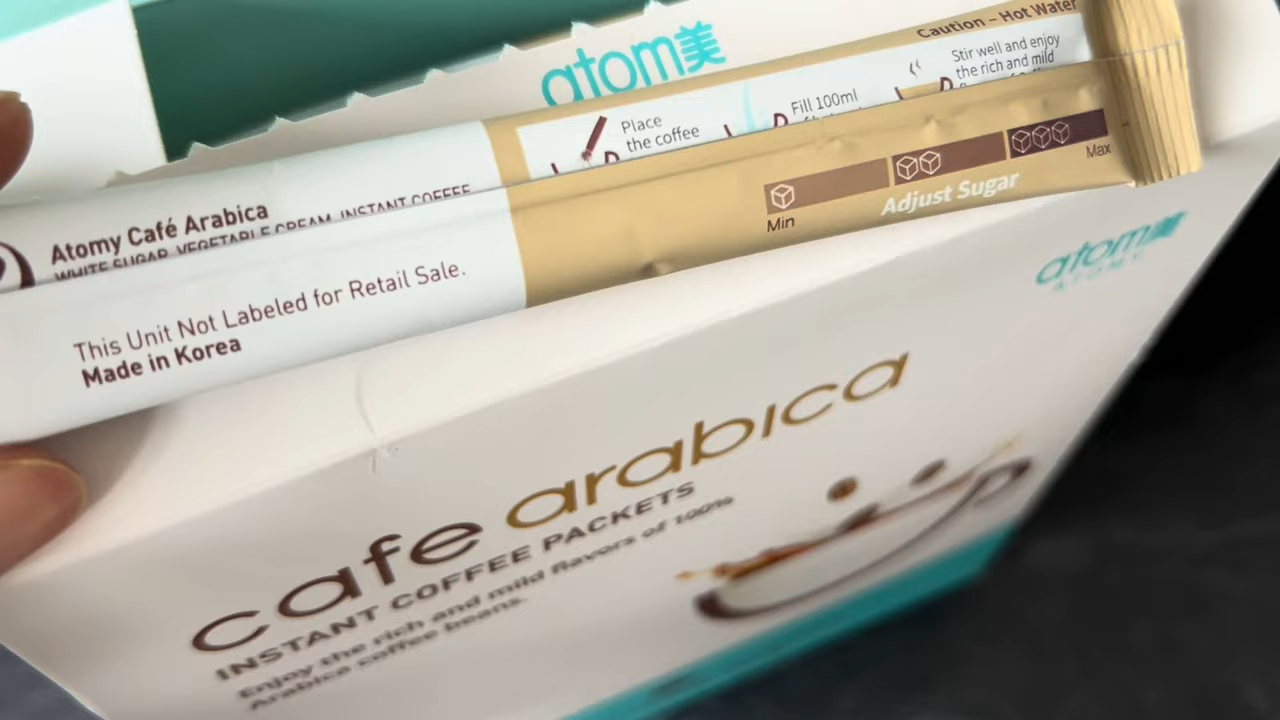 atom美
Caution – Hot Water
Place
the coffee
Fill 100ml
Stir well and enjoy
the rich and mild
Atomy Café Arabica
WHITE SUGAR, VEGETABLE CREAM, INSTANT COFFEE
Min
Adjust Sugar
Max
This Unit Not Labeled for Retail Sale.
Made in Korea
atom美
ATOMY
cafe arabica
INSTANT COFFEE PACKETS
Enjoy the rich and mild flavors of 100%
Arabica coffee beans.